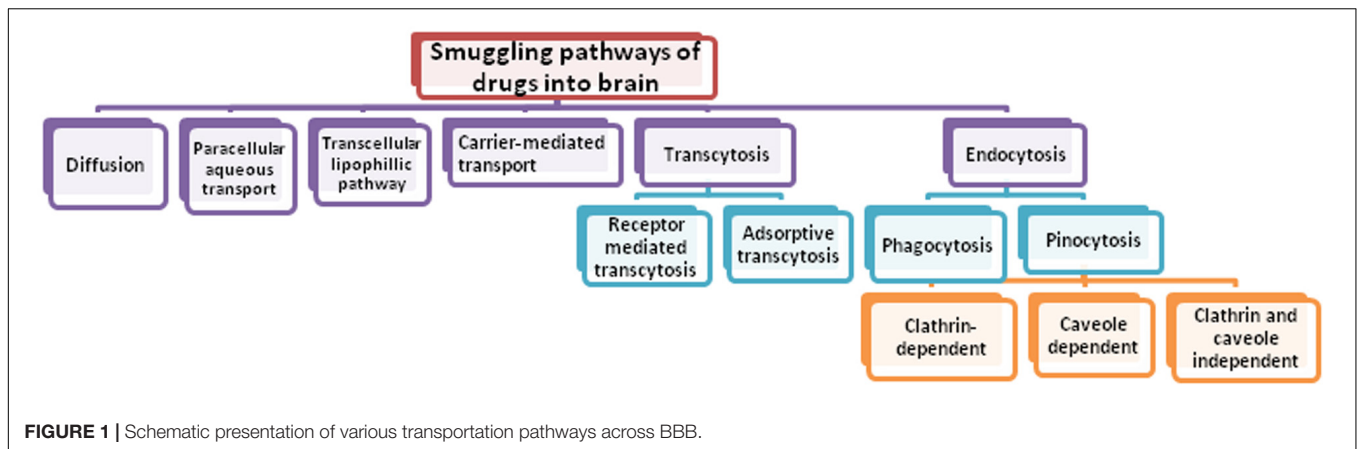 Smuggling pathways of
drugs into brain
Diffusion
Paracellular
aqueous
transport
Transcellular
lipophillic
pathway
Carrier-mediated
transport
Transcytosis
Endocytosis
Receptor
mediated
transcytosis
Adsorptive
transcytosis
Phagocytosis
Pinocytosis
Clathrin-
dependent
Caveole
dependent
Clathrin and
caveole
independent
FIGURE 1 | Schematic presentation of various transportation pathways across BBB.